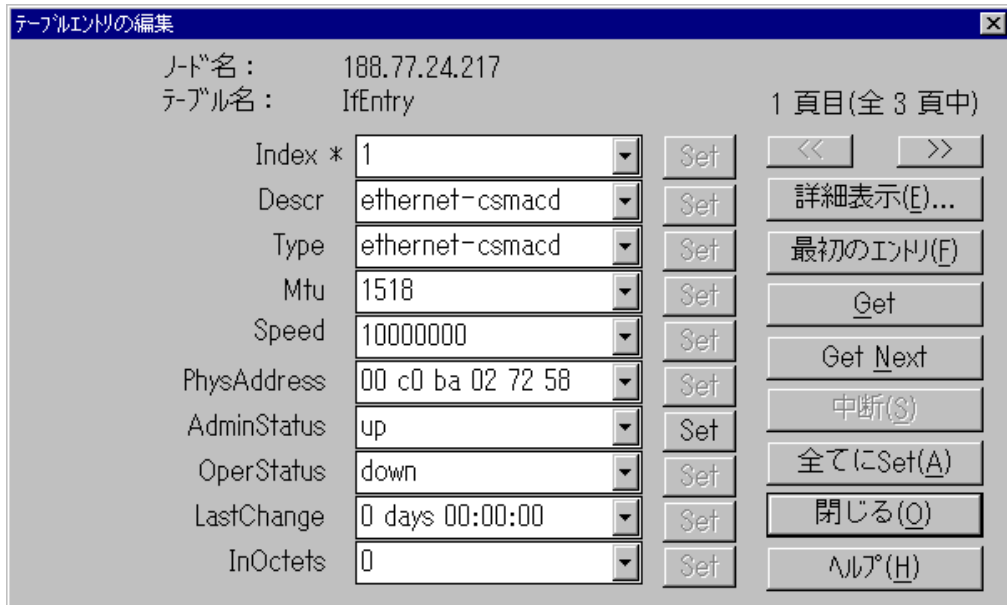 テーブルエントリの編集
ノード名： 188.77.24.217
テーブル名： IfEntry
1 頁目(全 3 頁中)
Index * 1 Set << >>
Descr ethernet-csmacd Set 詳細表示(E)...
Type ethernet-csmacd Set 最初のエントリ(F)
Mtu 1518 Set Get
Speed 10000000 Set Get Next
PhysAddress 00 c0 ba 02 72 58 Set 中断(S)
AdminStatus up Set
OperStatus down Set 全てにSet(A)
LastChange 0 days 00:00:00 Set 閉じる(O)
InOctets 0 Set ヘルプ(H)